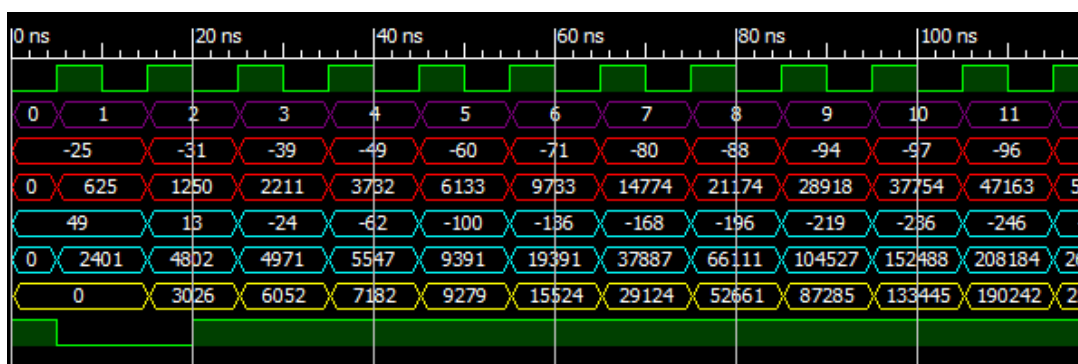 0 ns 20 ns 40 ns 60 ns 80 ns 100 ns
0 1 2 3 4 5 6 7 8 9 10 11
-25 -31 -39 -49 -60 -71 -80 -88 -94 -97 -96
0 625 1250 2211 3732 6133 9733 14774 21174 28918 37754 47163
49 13 -24 -62 -100 -136 -168 -196 -219 -236 -246
0 2401 4802 4971 5547 9391 19391 37887 66111 104527 152488 208184
0 3026 6052 7182 9279 15524 29124 52661 87285 133445 190242